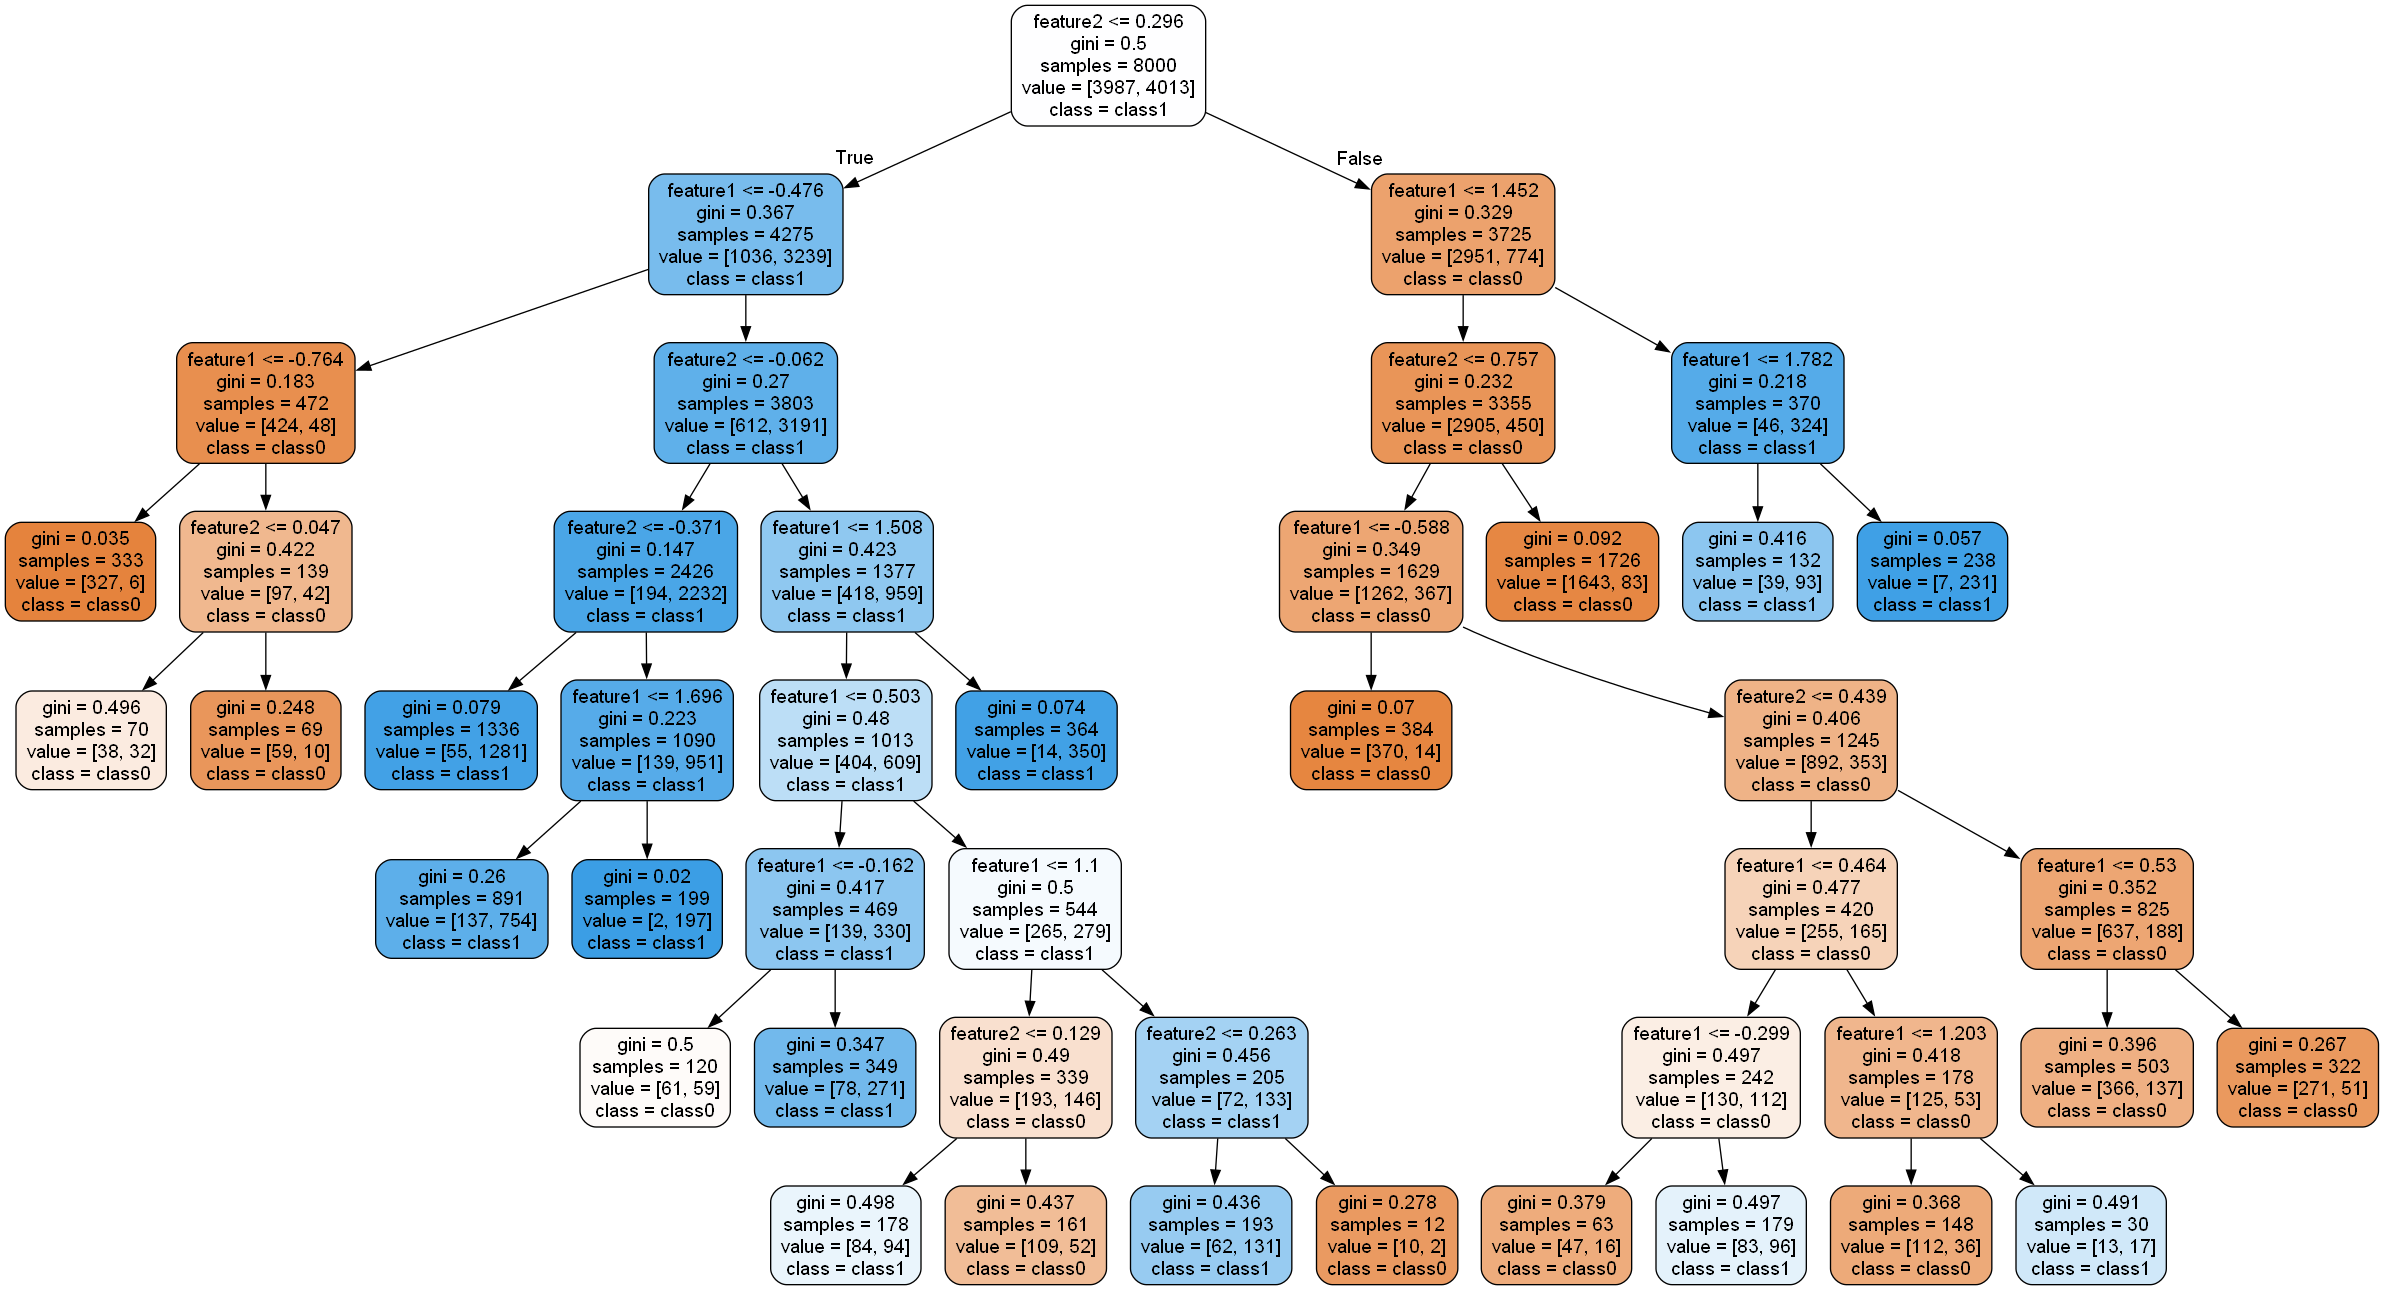 feature2 <= 0.296
gini = 0.5
samples = 8000
value = [3987, 4013]
class = class1
True
False
feature1 <= -0.476
gini = 0.367
samples = 4275
value = [1036, 3239]
class = class1
feature1 <= 1.452
gini = 0.329
samples = 3725
value = [2951, 774]
class = class0
feature1 <= -0.764
gini = 0.183
samples = 472
value = [424, 48]
class = class0
feature2 <= -0.062
gini = 0.27
samples = 3803
value = [612, 3191]
class = class1
feature2 <= 0.757
gini = 0.232
samples = 3355
value = [2905, 450]
class = class0
feature1 <= 1.782
gini = 0.218
samples = 370
value = [46, 324]
class = class1
gini = 0.035
samples = 333
value = [327, 6]
class = class0
feature2 <= 0.047
gini = 0.422
samples = 139
value = [97, 42]
class = class0
feature2 <= -0.371
gini = 0.147
samples = 2426
value = [194, 2232]
class = class1
feature1 <= 1.508
gini = 0.423
samples = 1377
value = [418, 959]
class = class1
feature1 <= -0.588
gini = 0.349
samples = 1629
value = [1262, 367]
class = class0
gini = 0.092
samples = 1726
value = [1643, 83]
class = class0
gini = 0.416
samples = 132
value = [39, 93]
class = class1
gini = 0.057
samples = 238
value = [7, 231]
class = class1
gini = 0.496
samples = 70
value = [38, 32]
class = class0
gini = 0.248
samples = 69
value = [59, 10]
class = class0
gini = 0.079
samples = 1336
value = [55, 1281]
class = class1
feature1 <= 1.696
gini = 0.223
samples = 1090
value = [139, 951]
class = class1
feature1 <= 0.503
gini = 0.48
samples = 1013
value = [404, 609]
class = class1
gini = 0.074
samples = 364
value = [14, 350]
class = class1
gini = 0.07
samples = 384
value = [370, 14]
class = class0
feature2 <= 0.439
gini = 0.406
samples = 1245
value = [892, 353]
class = class0
gini = 0.26
samples = 891
value = [137, 754]
class = class1
gini = 0.02
samples = 199
value = [2, 197]
class = class1
feature1 <= -0.162
gini = 0.417
samples = 469
value = [139, 330]
class = class1
feature1 <= 1.1
gini = 0.5
samples = 544
value = [265, 279]
class = class1
feature1 <= 0.464
gini = 0.477
samples = 420
value = [255, 165]
class = class0
feature1 <= 0.53
gini = 0.352
samples = 825
value = [637, 188]
class = class0
gini = 0.5
samples = 120
value = [61, 59]
class = class0
gini = 0.347
samples = 349
value = [78, 271]
class = class1
feature2 <= 0.129
gini = 0.49
samples = 339
value = [193, 146]
class = class0
feature2 <= 0.263
gini = 0.456
samples = 205
value = [72, 133]
class = class1
feature1 <= -0.299
gini = 0.497
samples = 242
value = [130, 112]
class = class0
feature1 <= 1.203
gini = 0.418
samples = 178
value = [125, 53]
class = class0
gini = 0.396
samples = 503
value = [366, 137]
class = class0
gini = 0.267
samples = 322
value = [271, 51]
class = class0
gini = 0.498
samples = 178
value = [84, 94]
class = class1
gini = 0.437
samples = 161
value = [109, 52]
class = class0
gini = 0.436
samples = 193
value = [62, 131]
class = class1
gini = 0.278
samples = 12
value = [10, 2]
class = class0
gini = 0.379
samples = 63
value = [47, 16]
class = class0
gini = 0.497
samples = 179
value = [83, 96]
class = class1
gini = 0.368
samples = 148
value = [112, 36]
class = class0
gini = 0.491
samples = 30
value = [13, 17]
class = class1